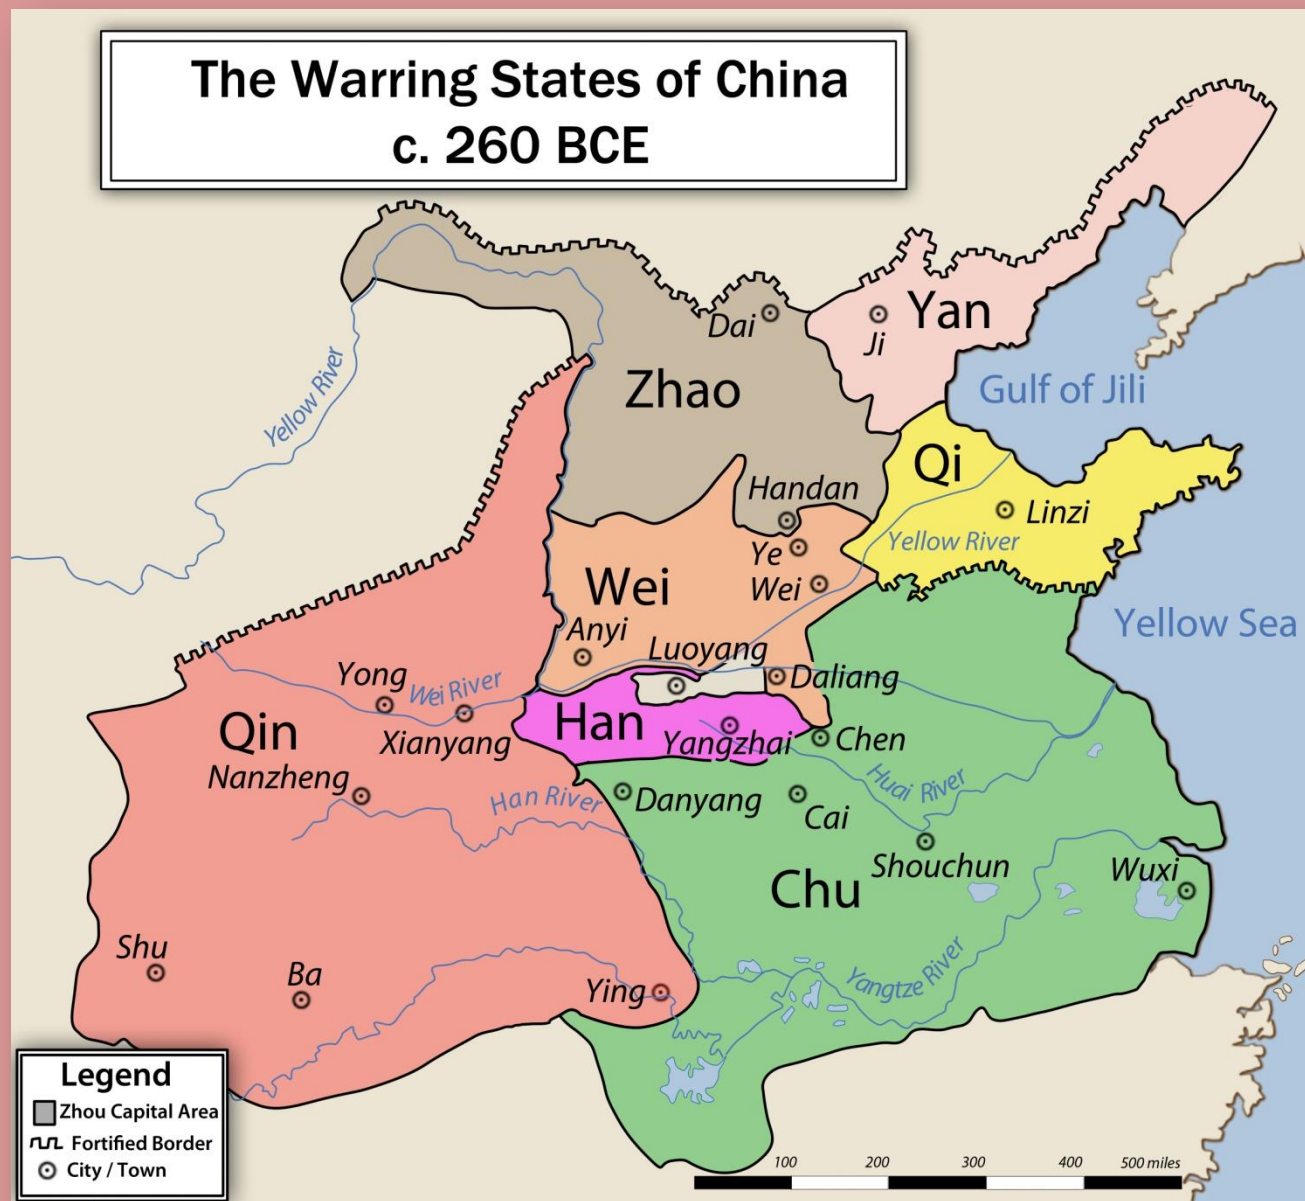 The Warring States of China
c. 260 BCE
Yan
Ji
Dai
Zhao
Yellow River
Gulf of Jili
Qi
Linzi
Handan
Yellow River
Ye
Wei
Wei
Yellow Sea
Anyi
Luoyang
Daliang
Yong
Wei River
Qin
Xianyang
Han
Yangzhai
Chen
Nanzheng
Han River
Danyang
Cai
Huai River
Shouchun
Chu
Wuxi
Shu
Ba
Ying
Yangtze River
Legend
Zhou Capital Area
Fortified Border
City / Town
100 200 300 400 500 miles